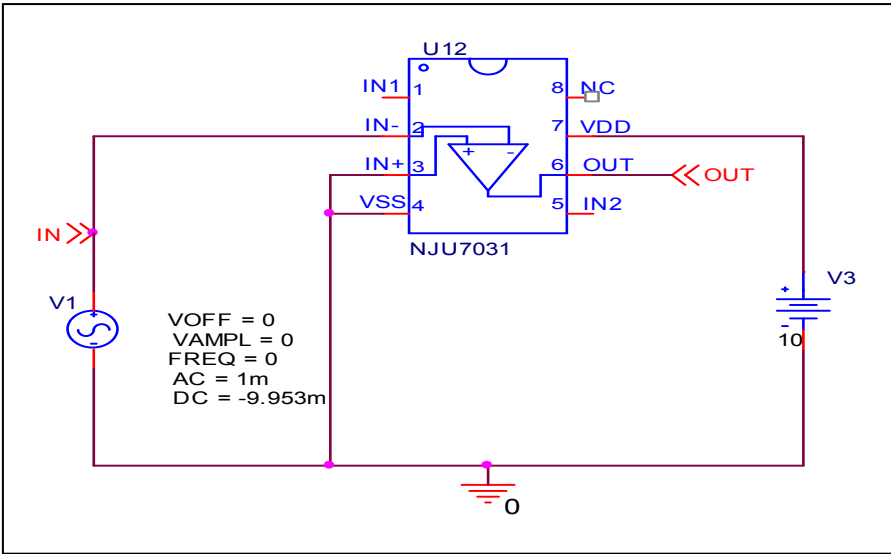 U12
IN1 1
8 NC
IN- 2
7 VDD
IN+ 3
6 OUT
OUT
VSS 4
5 IN2
NJU7031
+ -
IN
V1
+
-
VOFF = 0
VAMPL = 0
FREQ = 0
AC = 1m
DC = -9.953m
V3
+
-
10
0